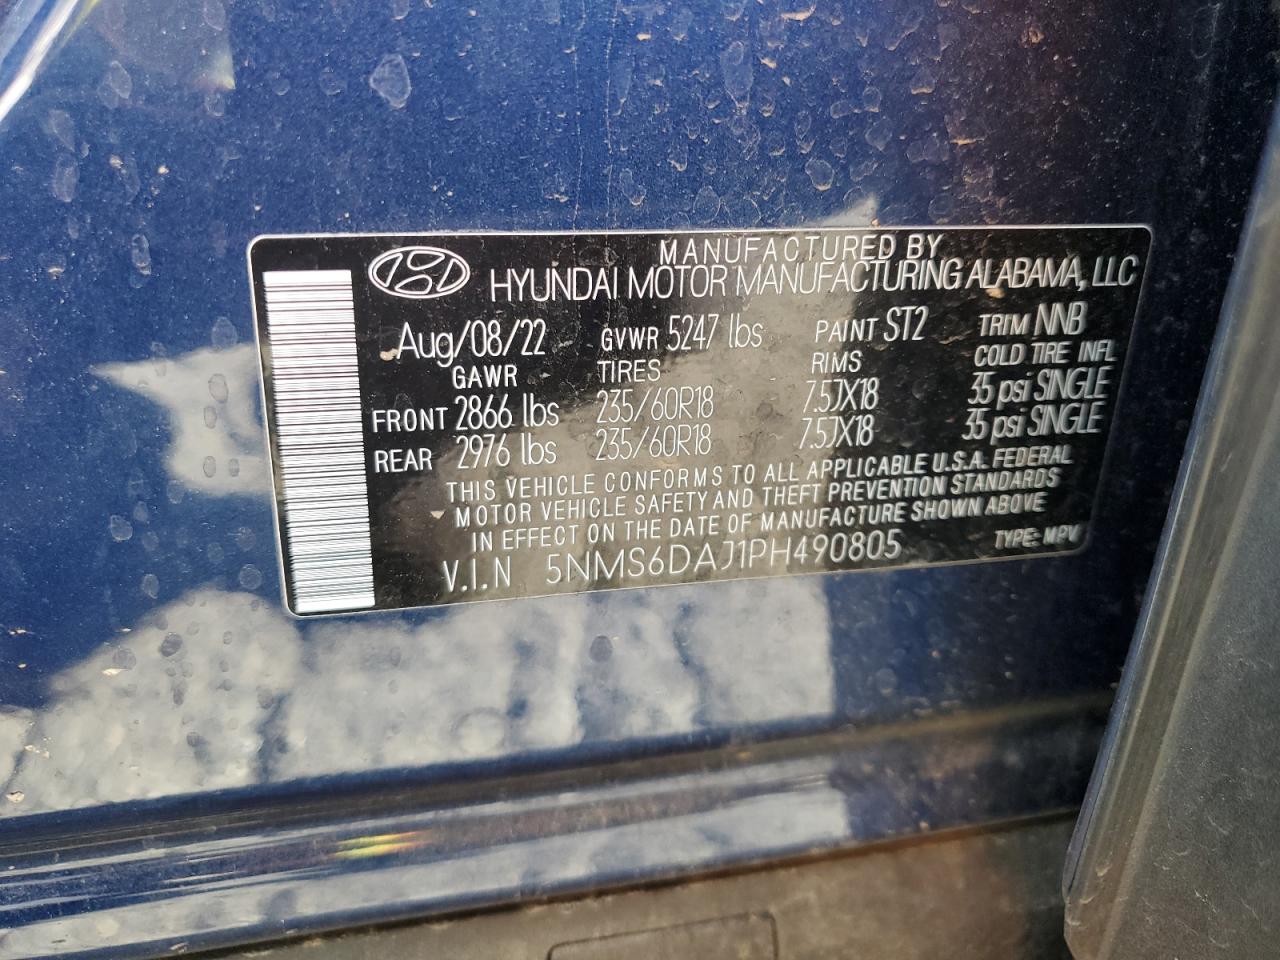 MANUFACTURED BY
HYUNDAI MOTOR MANUFACTURING ALABAMA, LLC
Aug/08/22 GVWR 5247 lbs PAINT ST2 TRIM NNB
GAWR TIRES RIMS COLD TIRE INFL
FRONT 2866 lbs 235/60R18 7.5JX18 35 psi SINGLE
REAR 2976 lbs 235/60R18 7.5JX18 35 psi SINGLE
THIS VEHICLE CONFORMS TO ALL APPLICABLE U.S.A. FEDERAL
MOTOR VEHICLE SAFETY AND THEFT PREVENTION STANDARDS
IN EFFECT ON THE DATE OF MANUFACTURE SHOWN ABOVE
V.I.N 5NMS6DAJ1PH490805 TYPE: MPV